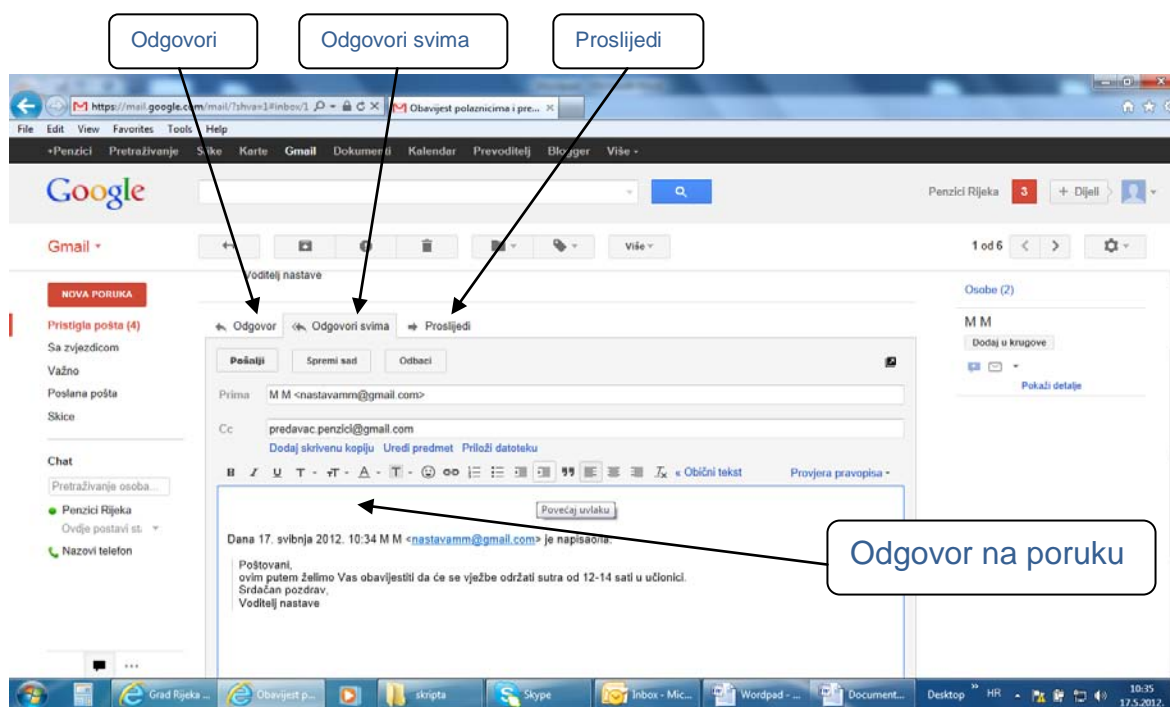 Odgovori
Odgovori svima
Proslijedi
https://mail.google.com/mail/?shva=1#inbox/1
Obavijest polaznicima i pre...
File Edit View Favorites Tools Help
+Penzici Pretraživanje Slike Karte Gmail Dokumenti Kalendar Prevoditelj Blogger Više
Google
Penzici Rijeka 3 + Dijeli
Gmail
Više
1 od 6
Voditelj nastave
NOVA PORUKA
Osobe (2)
Pristigla pošta (4)
Odgovor Odgovori svima Proslijedi
M M
Dodaj u krugove
Sa zvjezdicom
Važno
Pošalji Spremi sad Odbaci
Pokaži detalje
Poslana pošta
Prima M M <nastavamm@gmail.com>
Skice
Cc predavac.penzici@gmail.com
Dodaj skrivenu kopiju Uredi predmet Priloži datoteku
Chat
B I U T T A T « Obični tekst Provjera pravopisa
Pretraživanje osoba...
Penzici Rijeka
Ovdje postavi st
Nazovi telefon
Povećaj uvlaku
Dana 17. svibnja 2012. 10:34 M M <nastavamm@gmail.com> je napisao/la:
Odgovor na poruku
Poštovani,
ovim putem želimo Vas obavijestiti da će se vježbe održati sutra od 12-14 sati u učionici.
Srdačan pozdrav,
Voditelj nastave
Grad Rijeka ... Obavijest p... skripta Skype Inbox - Mic... Wordpad - ... Document... Desktop HR 10:35
17.5.2012.